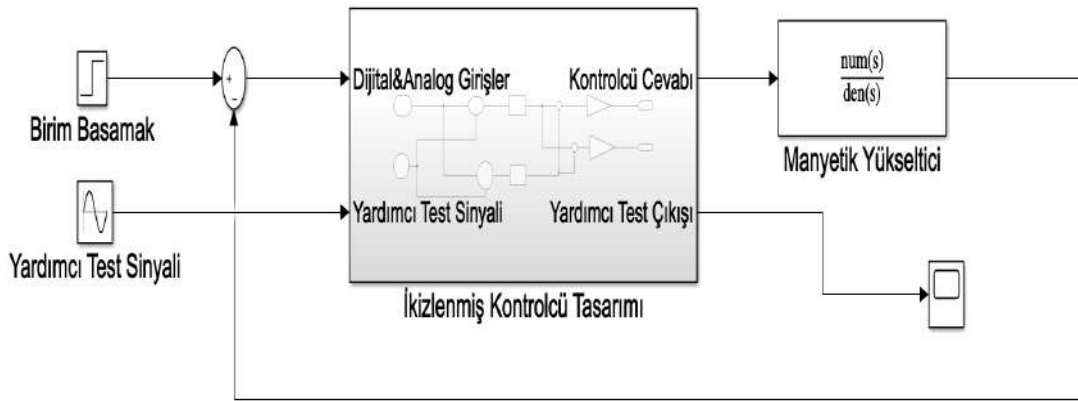 Birim Basamak
+
−
Dijital&Analog Girişler
Kontrolcü Cevabı
num(s)
den(s)
Manyetik Yükseltici
Yardımcı Test Sinyali
Yardımcı Test Sinyali
Yardımcı Test Çıkışı
İkizlenmiş Kontrolcü Tasarımı